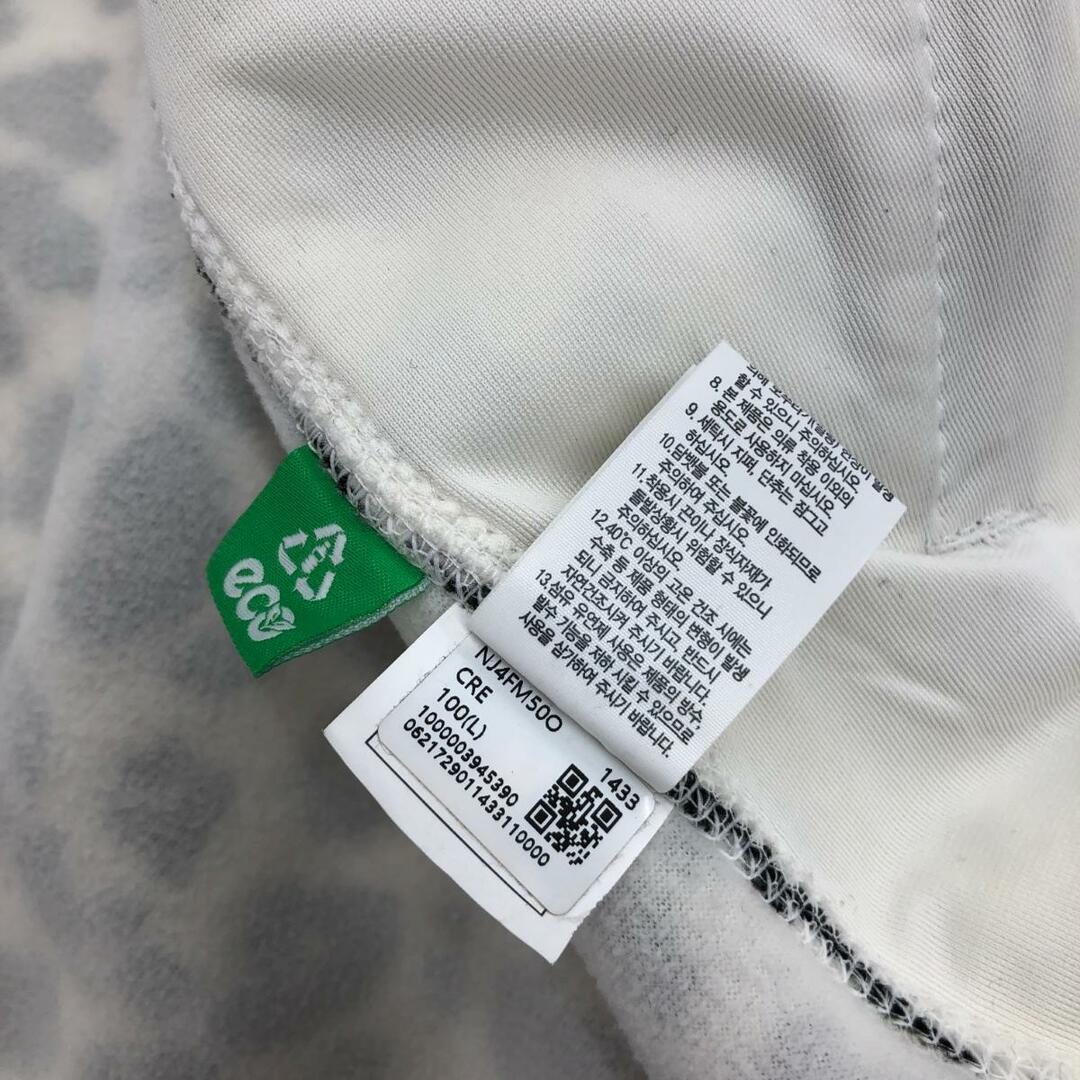 eco
할 수 있으니 주의하십시오
8. 본 제품은 의류 착용 이외의
용도로 사용하지 마십시오.
9. 세탁시 지퍼, 단추는 잠그고
하십시오.
10.담뱃불 또는 불꽃에 인화되므로
주의하여 주십시오.
11.착용시 끈이나 장식자재가
돌발상황시 위험할 수 있으니
주의하십시오
12.40℃ 이상의 고온 건조 시에는
수축 등 제품 형태의 변형이 발생
되니 금지하여 주시고 반드시
자연건조시켜 주시기 바랍니다.
13.섬유 유연제 사용은 제품의 방수,
발수 기능을 저하 시킬 수 있으므로
사용을 삼가하여 주시기 바랍니다.
NJ4FM50O
CRE
100(L)
1433
1000003945390
0621729011433110000